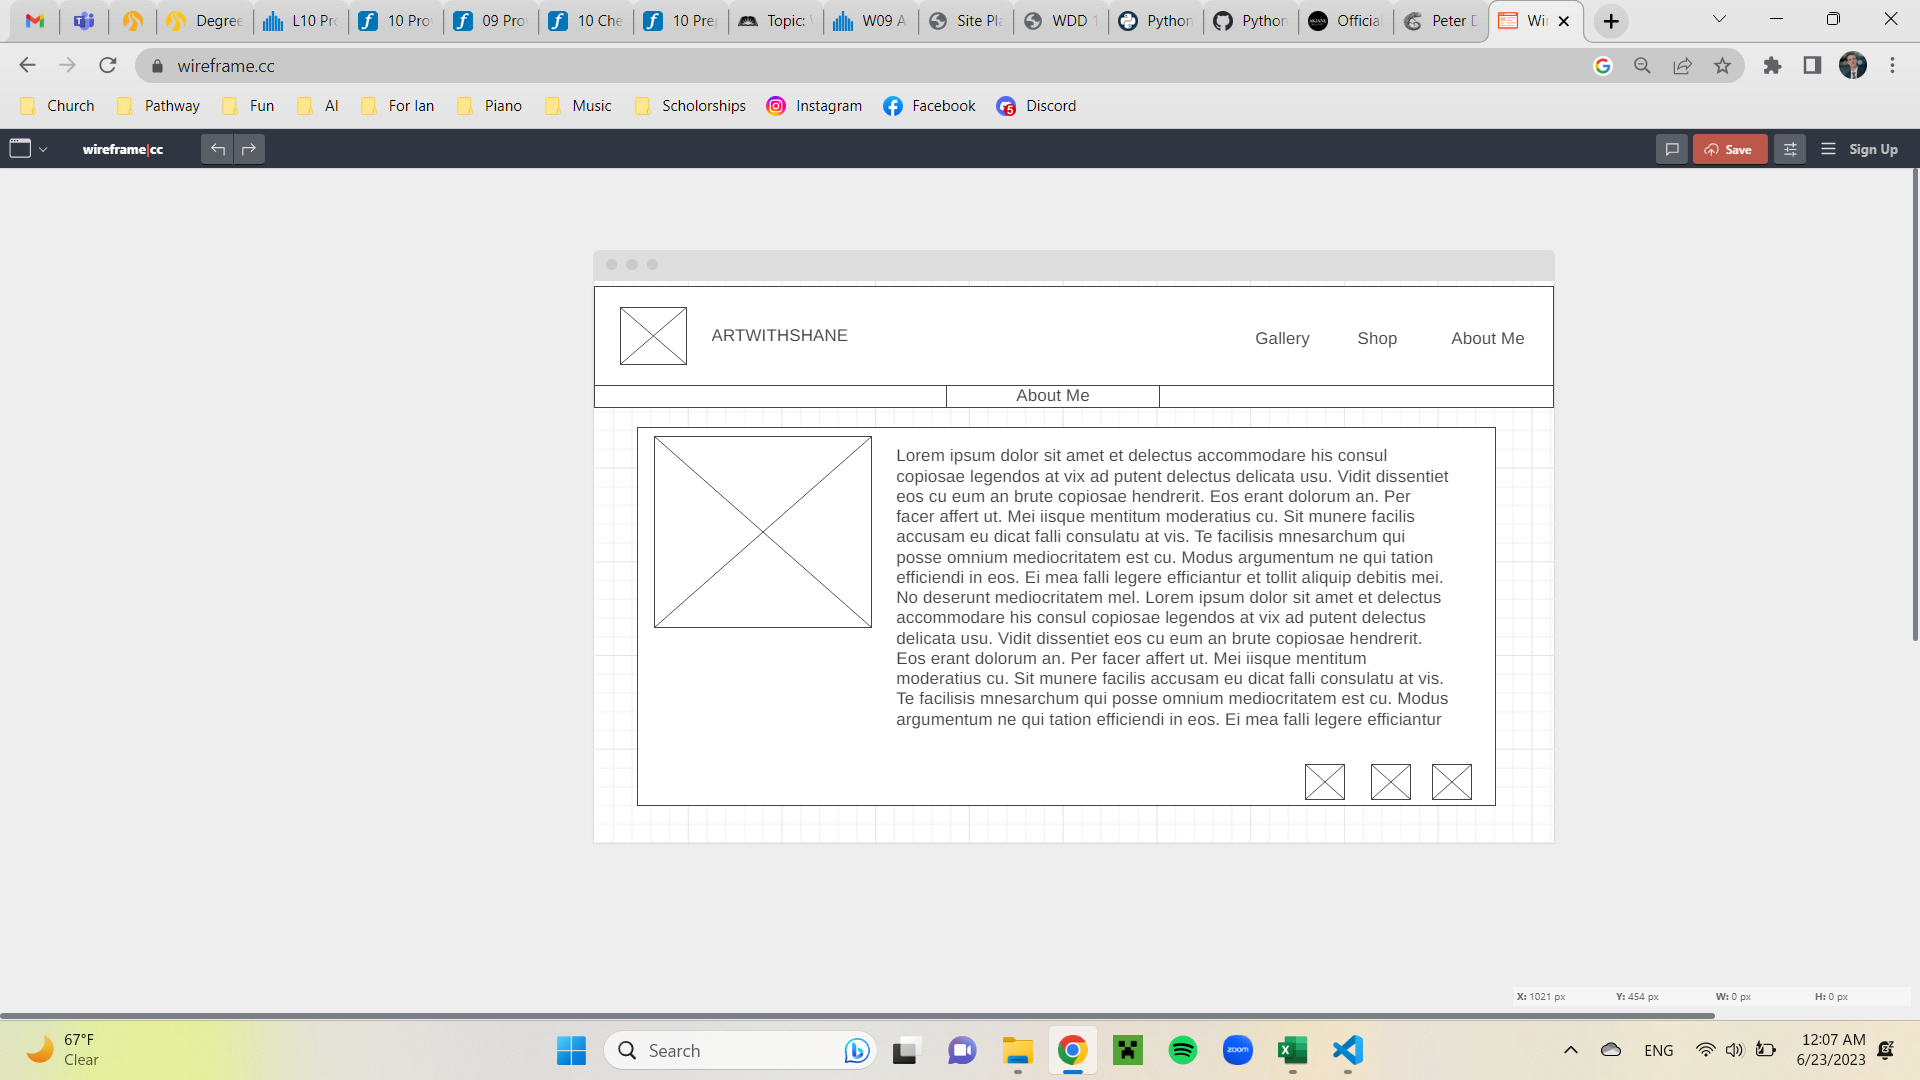 Degree
L10 Pro
10 Prov
09 Prov
10 Che
10 Prep
Topic:
W09 A
Site Pla
WDD 1
Python
Python
Official
Peter D
Wir
wireframe.cc
Church
Pathway
Fun
AI
For Ian
Piano
Music
Scholorships
Instagram
Facebook
5
Discord
wireframe|cc
Save
Sign Up
ARTWITHSHANE
Gallery
Shop
About Me
About Me
Lorem ipsum dolor sit amet et delectus accommodare his consul
copiosae legendos at vix ad putent delectus delicata usu. Vidit dissentiet
eos cu eum an brute copiosae hendrerit. Eos erant dolorum an. Per
facer affert ut. Mei iisque mentitum moderatius cu. Sit munere facilis
accusam eu dicat falli consulatu at vis. Te facilisis mnesarchum qui
posse omnium mediocritatem est cu. Modus argumentum ne qui tation
efficiendi in eos. Ei mea falli legere efficiantur et tollit aliquip debitis mei.
No deserunt mediocritatem mel. Lorem ipsum dolor sit amet et delectus
accommodare his consul copiosae legendos at vix ad putent delectus
delicata usu. Vidit dissentiet eos cu eum an brute copiosae hendrerit.
Eos erant dolorum an. Per facer affert ut. Mei iisque mentitum
moderatius cu. Sit munere facilis accusam eu dicat falli consulatu at vis.
Te facilisis mnesarchum qui posse omnium mediocritatem est cu. Modus
argumentum ne qui tation efficiendi in eos. Ei mea falli legere efficiantur
X: 1021 px
Y: 454 px
W: 0 px
H: 0 px
67°F
Clear
Search
zoom
ENG
12:07 AM
6/23/2023